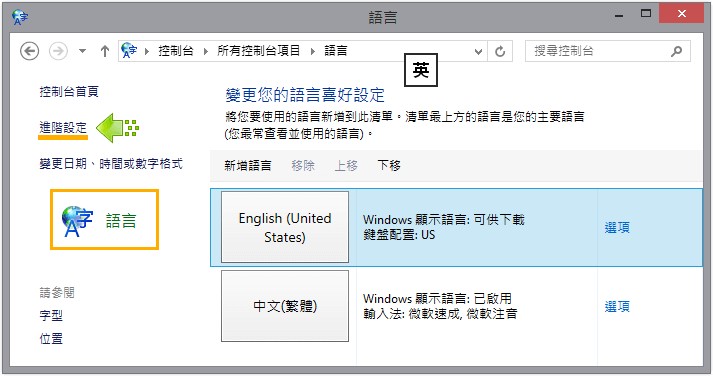 語言
控制台 › 所有控制台項目 › 語言
搜尋控制台
英
控制台首頁
進階設定
變更日期、時間或數字格式
字A 語言
請參閱
字型
位置
變更您的語言喜好設定
將您要使用的語言新增到此清單。清單最上方的語言是您的主要語言
(您最常查看並使用的語言)。
新增語言 移除 上移 下移
English (United
States)
Windows 顯示語言: 可供下載
鍵盤配置: US
選項
中文(繁體)
Windows 顯示語言: 已啟用
輸入法: 微軟速成, 微軟注音
選項